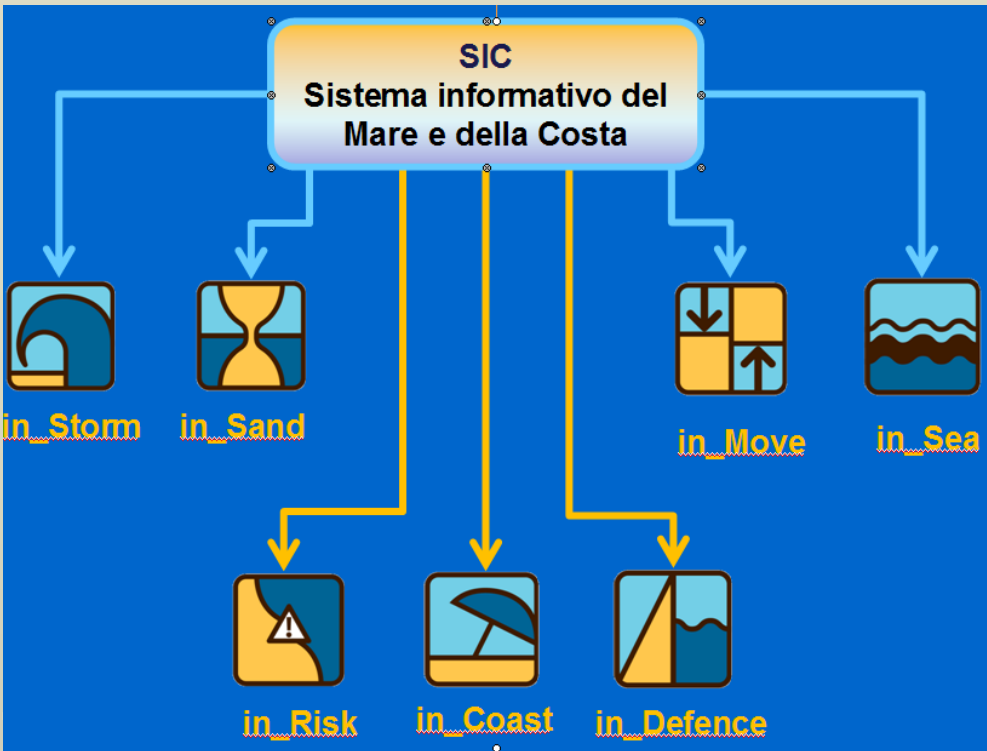 SIC
Sistema informativo del
Mare e della Costa
in_Storm
in_Sand
in_Move
in_Sea
in_Risk
in_Coast
in_Defence